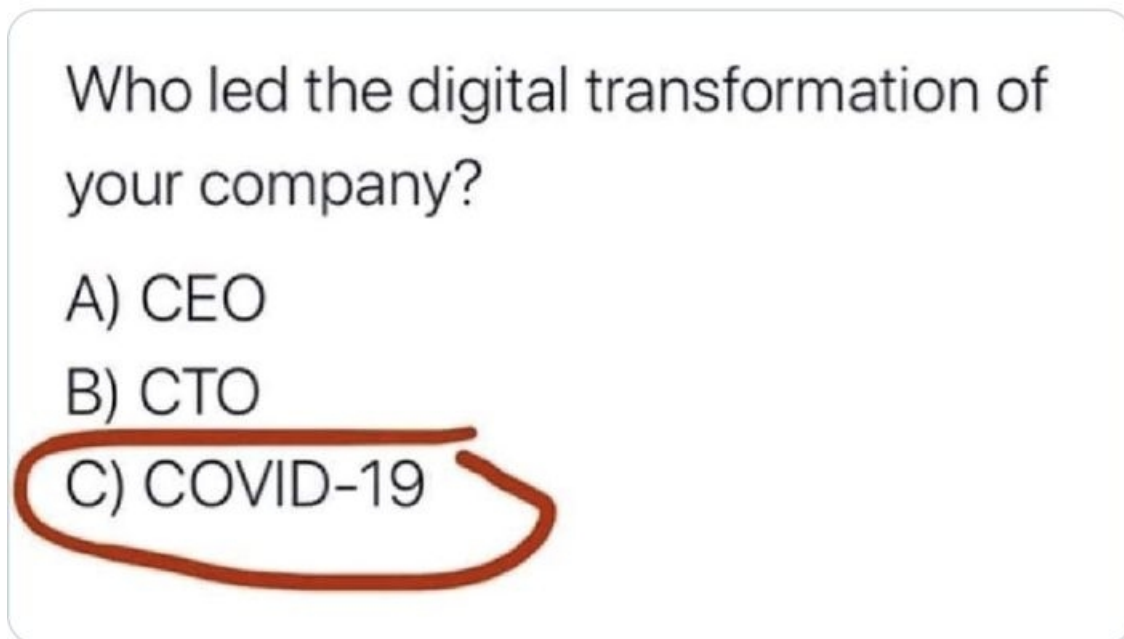 Who led the digital transformation of
your company?
A) CEO
B) CTO
C) COVID-19